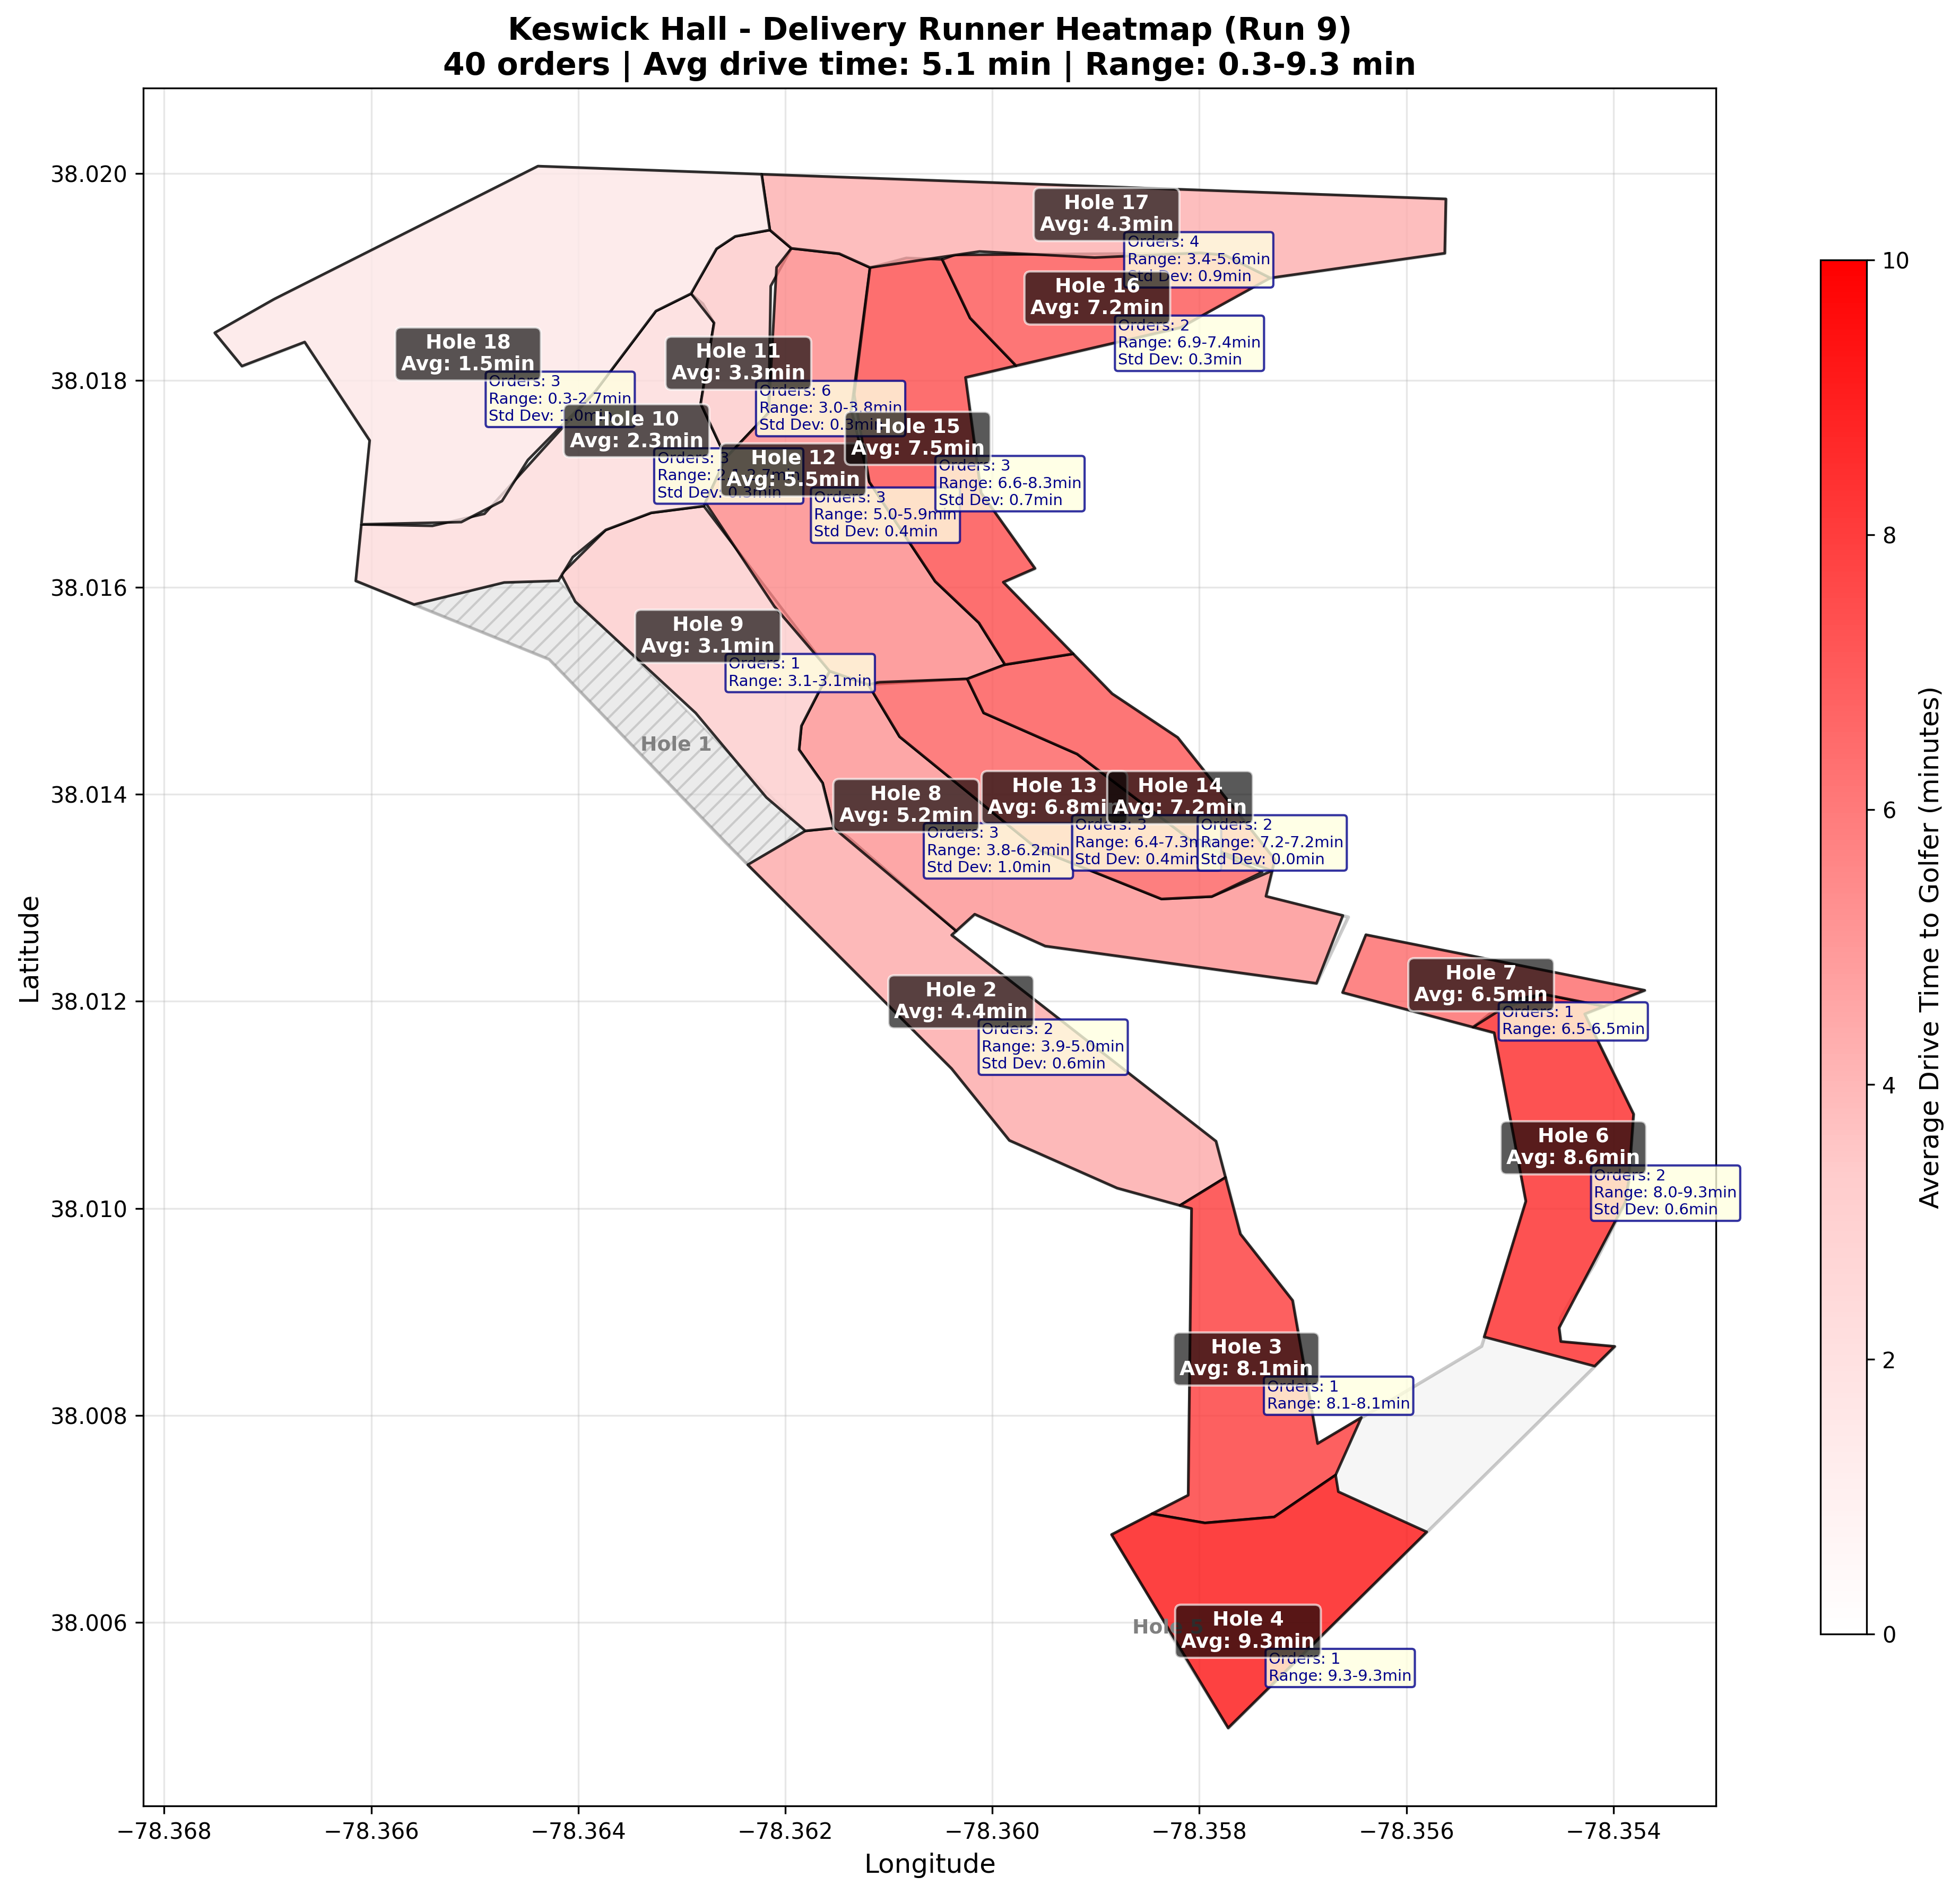 Keswick Hall - Delivery Runner Heatmap (Run 9)
40 orders | Avg drive time: 5.1 min | Range: 0.3-9.3 min
Hole 17
Avg: 4.3min
Orders: 4
Range: 3.4-5.6min
Std Dev: 0.9min
Hole 16
Avg: 7.2min
Orders: 2
Range: 6.9-7.4min
Std Dev: 0.3min
Hole 18
Avg: 1.5min
Orders: 3
Range: 0.3-2.7min
Std Dev: 1.0min
Hole 11
Avg: 3.3min
Orders: 6
Range: 3.0-3.8min
Std Dev: 0.3min
Hole 10
Avg: 2.3min
Orders: 3
Range:
Std Dev: 0.3min
Hole 15
Avg: 7.5min
Orders: 3
Range: 6.6-8.3min
Std Dev: 0.7min
Hole 12
Avg: 5.5min
Orders: 3
Range: 5.0-5.9min
Std Dev: 0.4min
Hole 9
Avg: 3.1min
Orders: 1
Range: 3.1-3.1min
Hole 1
Hole 8
Avg: 5.2min
Orders: 3
Range: 3.8-6.2min
Std Dev: 1.0min
Hole 13
Avg: 6.8min
Orders: 3
Range: 6.4-7.3m
Std Dev: 0.4min
Hole 14
Avg: 7.2min
Orders: 2
Range: 7.2-7.2min
Std Dev: 0.0min
Hole 7
Avg: 6.5min
Orders: 1
Range: 6.5-6.5min
Hole 2
Avg: 4.4min
Orders: 2
Range: 3.9-5.0min
Std Dev: 0.6min
Hole 6
Avg: 8.6min
Orders: 2
Range: 8.0-9.3min
Std Dev: 0.6min
Hole 3
Avg: 8.1min
Orders: 1
Range: 8.1-8.1min
Hole 5
Hole 4
Avg: 9.3min
Orders: 1
Range: 9.3-9.3min
38.020
38.018
38.016
38.014
38.012
38.010
38.008
38.006
Latitude
−78.368
−78.366
−78.364
−78.362
−78.360
−78.358
−78.356
−78.354
Longitude
10
8
6
4
2
0
Average Drive Time to Golfer (minutes)